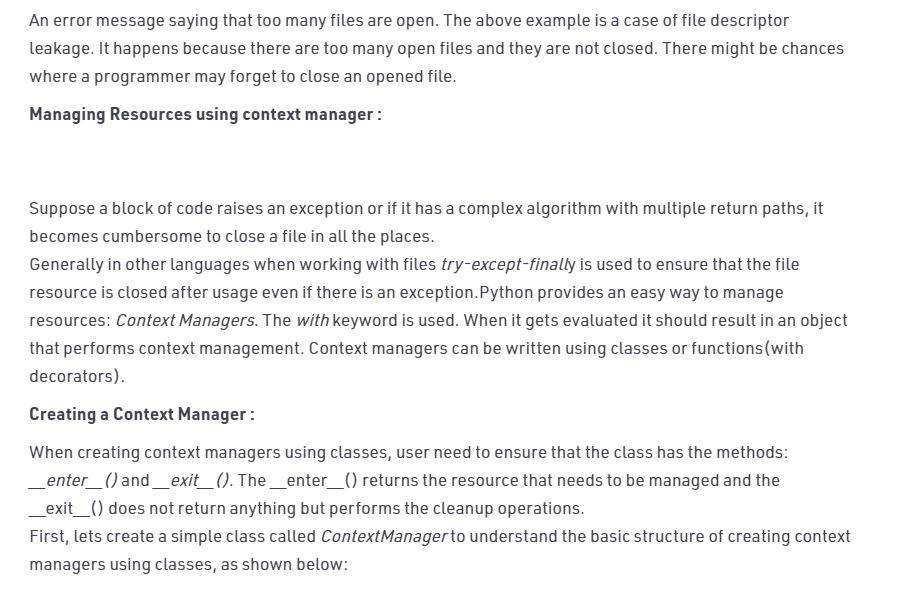 An error message saying that too many files are open. The above example is a case of file descriptor
leakage. It happens because there are too many open files and they are not closed. There might be chances
where a programmer may forget to close an opened file.
Managing Resources using context manager :
Suppose a block of code raises an exception or if it has a complex algorithm with multiple return paths, it
becomes cumbersome to close a file in all the places.
Generally in other languages when working with files try-except-finally is used to ensure that the file
resource is closed after usage even if there is an exception.Python provides an easy way to manage
resources: Context Managers. The with keyword is used. When it gets evaluated it should result in an object
that performs context management. Context managers can be written using classes or functions(with
decorators).
Creating a Context Manager :
When creating context managers using classes, user need to ensure that the class has the methods:
__enter__() and __exit__(). The __enter__() returns the resource that needs to be managed and the
__exit__() does not return anything but performs the cleanup operations.
First, lets create a simple class called ContextManager to understand the basic structure of creating context
managers using classes, as shown below: